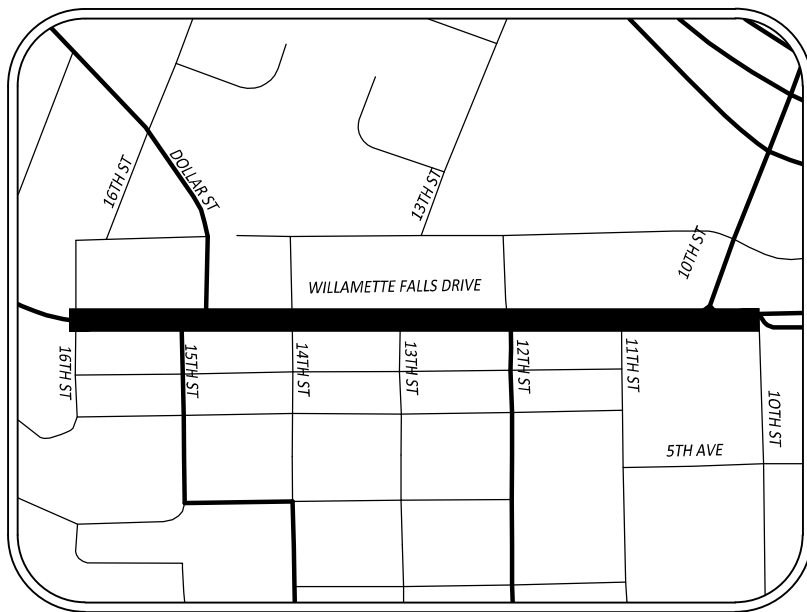 16TH ST
DOLLAR ST
13TH ST
10TH ST
WILLAMETTE FALLS DRIVE
16TH ST
15TH ST
14TH ST
13TH ST
12TH ST
11TH ST
10TH ST
5TH AVE